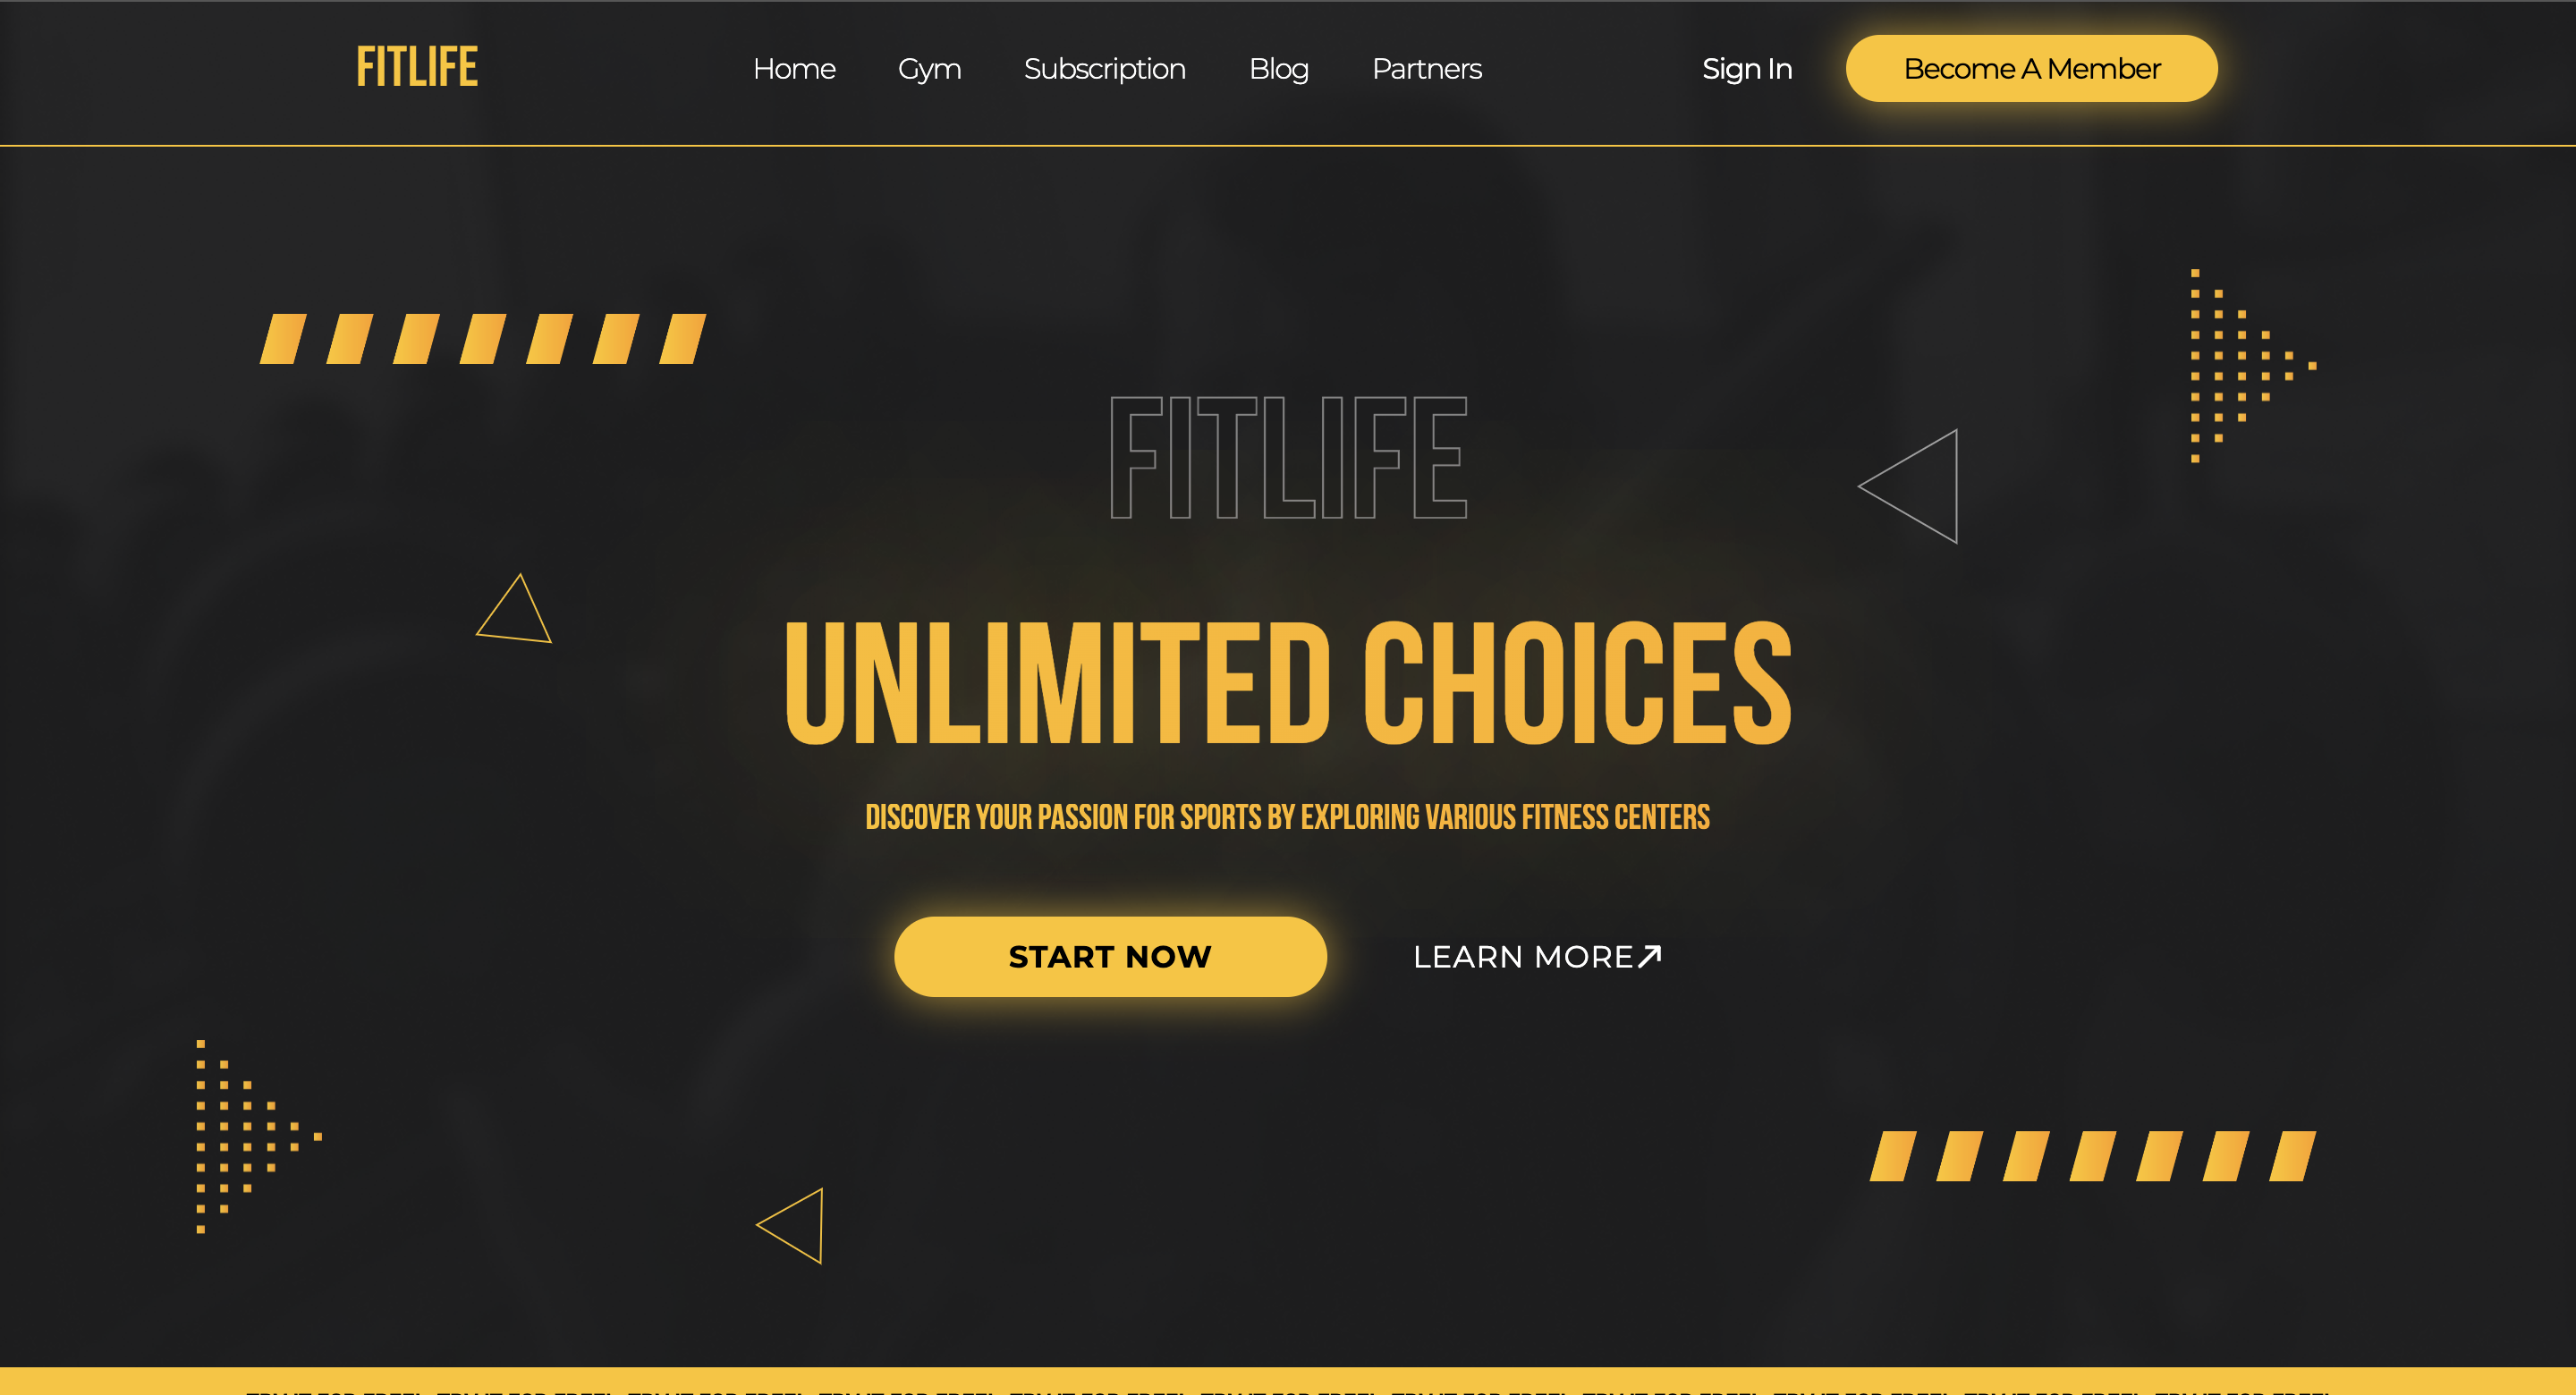 FITLIFE
Home Gym Subscription Blog Partners Sign In Become A Member
FITLIFE
UNLIMITED CHOICES
DISCOVER YOUR PASSION FOR SPORTS BY EXPLORING VARIOUS FITNESS CENTERS
START NOW LEARN MORE